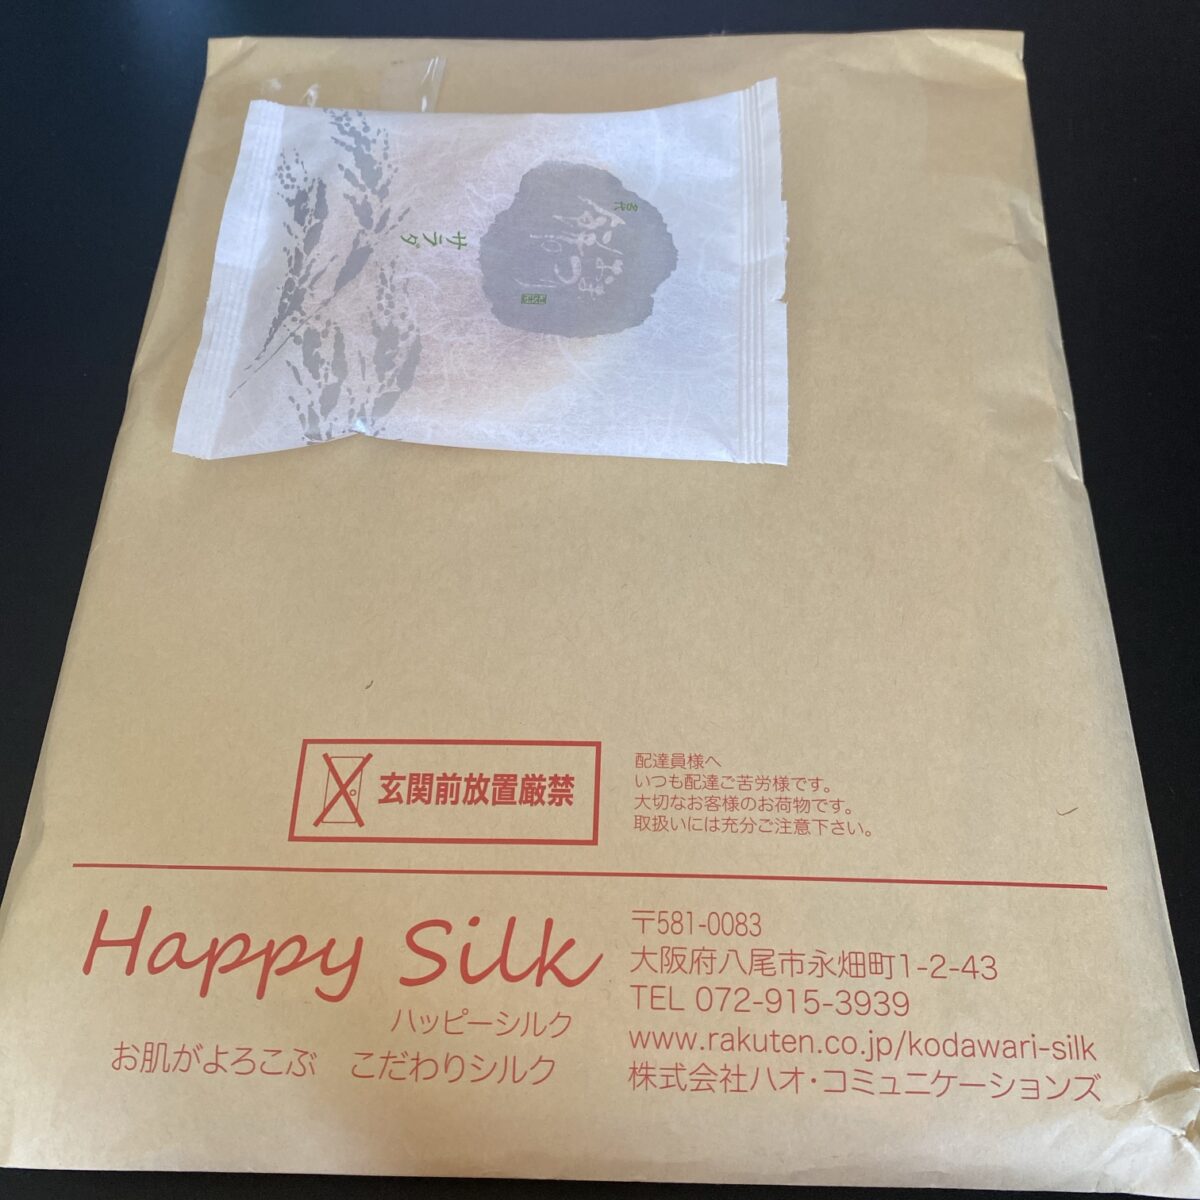 名代
サラダ
玄関前放置厳禁
配達員様へ
いつも配達ご苦労様です。
大切なお客様のお荷物です。
取扱いには充分ご注意下さい。
Happy Silk
ハッピーシルク
お肌がよろこぶ こだわりシルク
〒581-0083
大阪府八尾市永畑町1-2-43
TEL 072-915-3939
www.rakuten.co.jp/kodawari-silk
株式会社ハオ・コミュニケーションズ